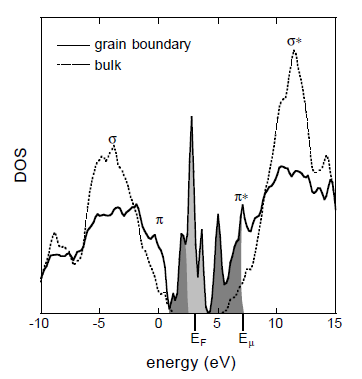 grain boundary
bulk
σ*
σ
π
π*
DOS
-10 -5 0 5 10 15
E_F E_μ
energy (eV)